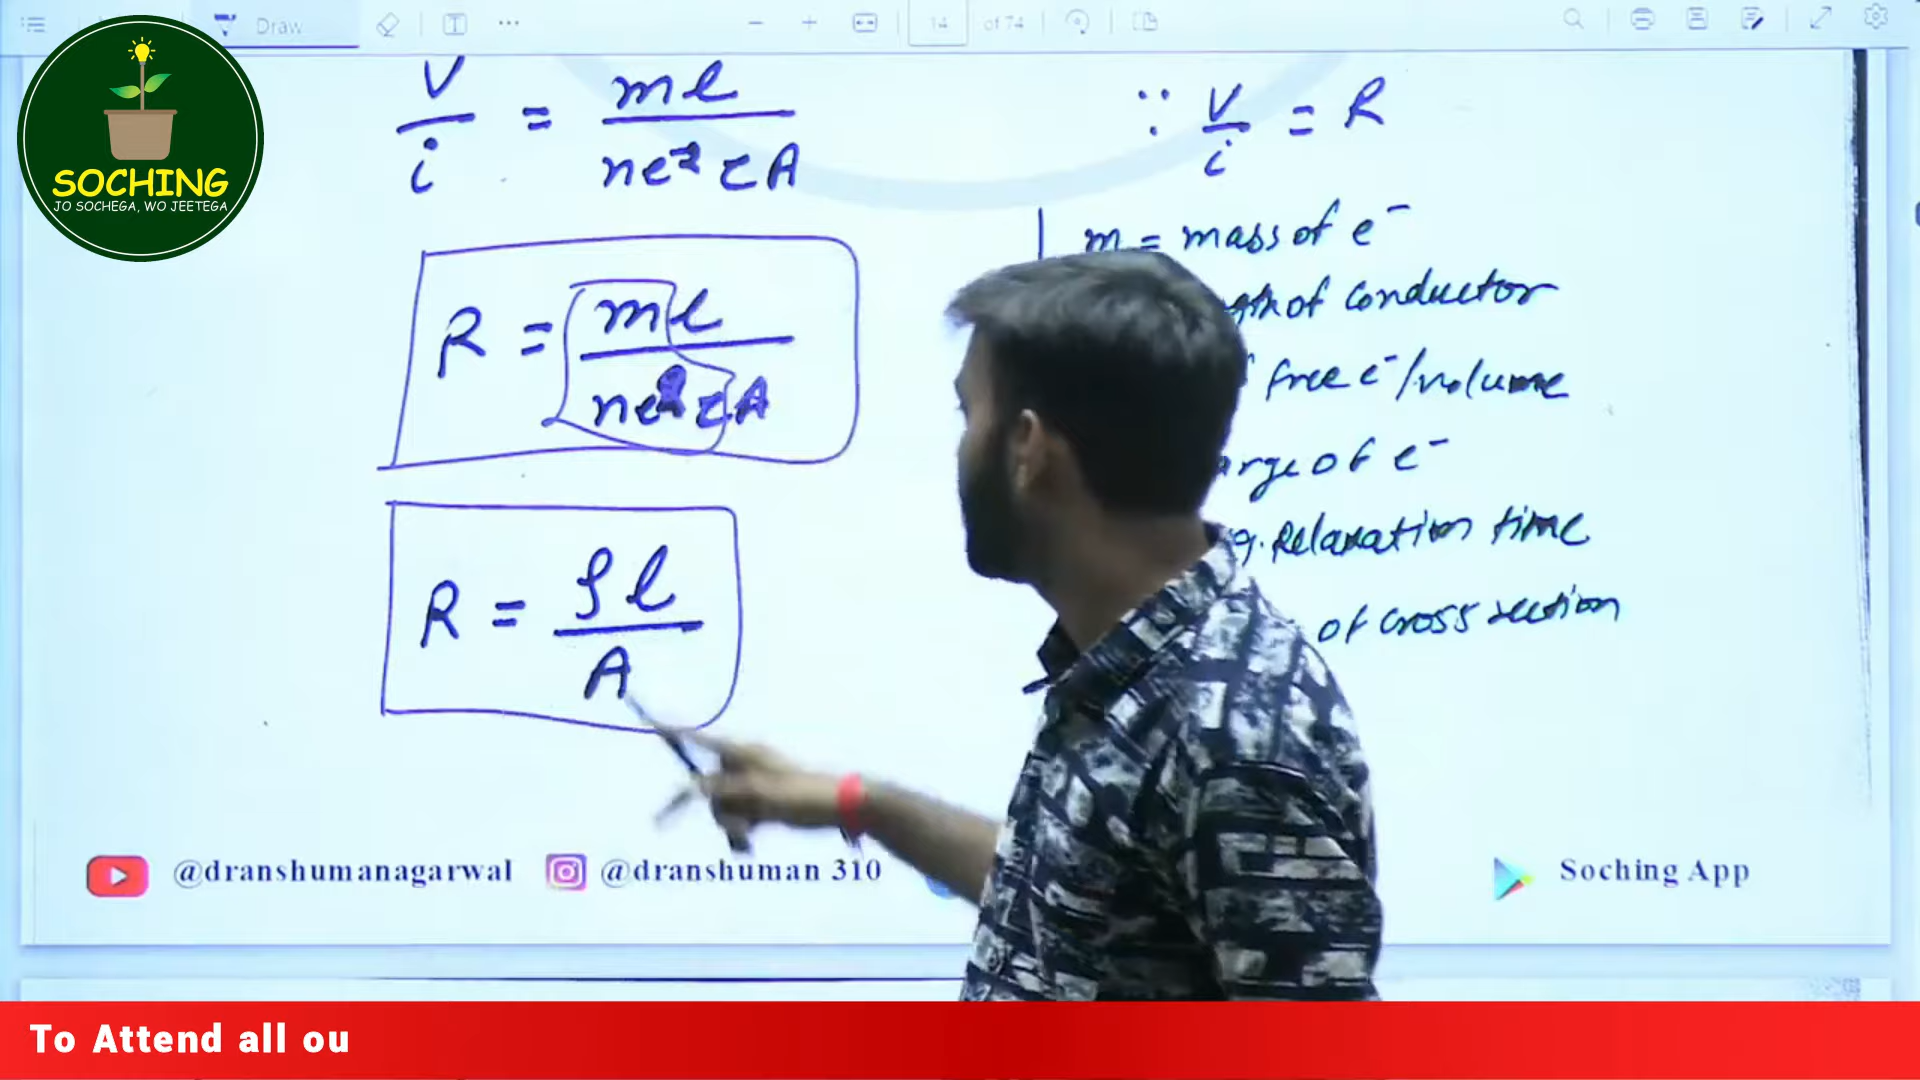 Draw
14 of 74
SOCHING
JO SOCHEGA, WO JEETEGA
V/i = ml/ne²τA
∵ V/i = R
m = mass of e⁻
of conductor
R = ml/ne²τA
free e⁻/volume
of e⁻
Relaxation time
R = ρl/A
of cross section
@dranshumanagarwal
@dranshuman 310
Soching App
To Attend all ou